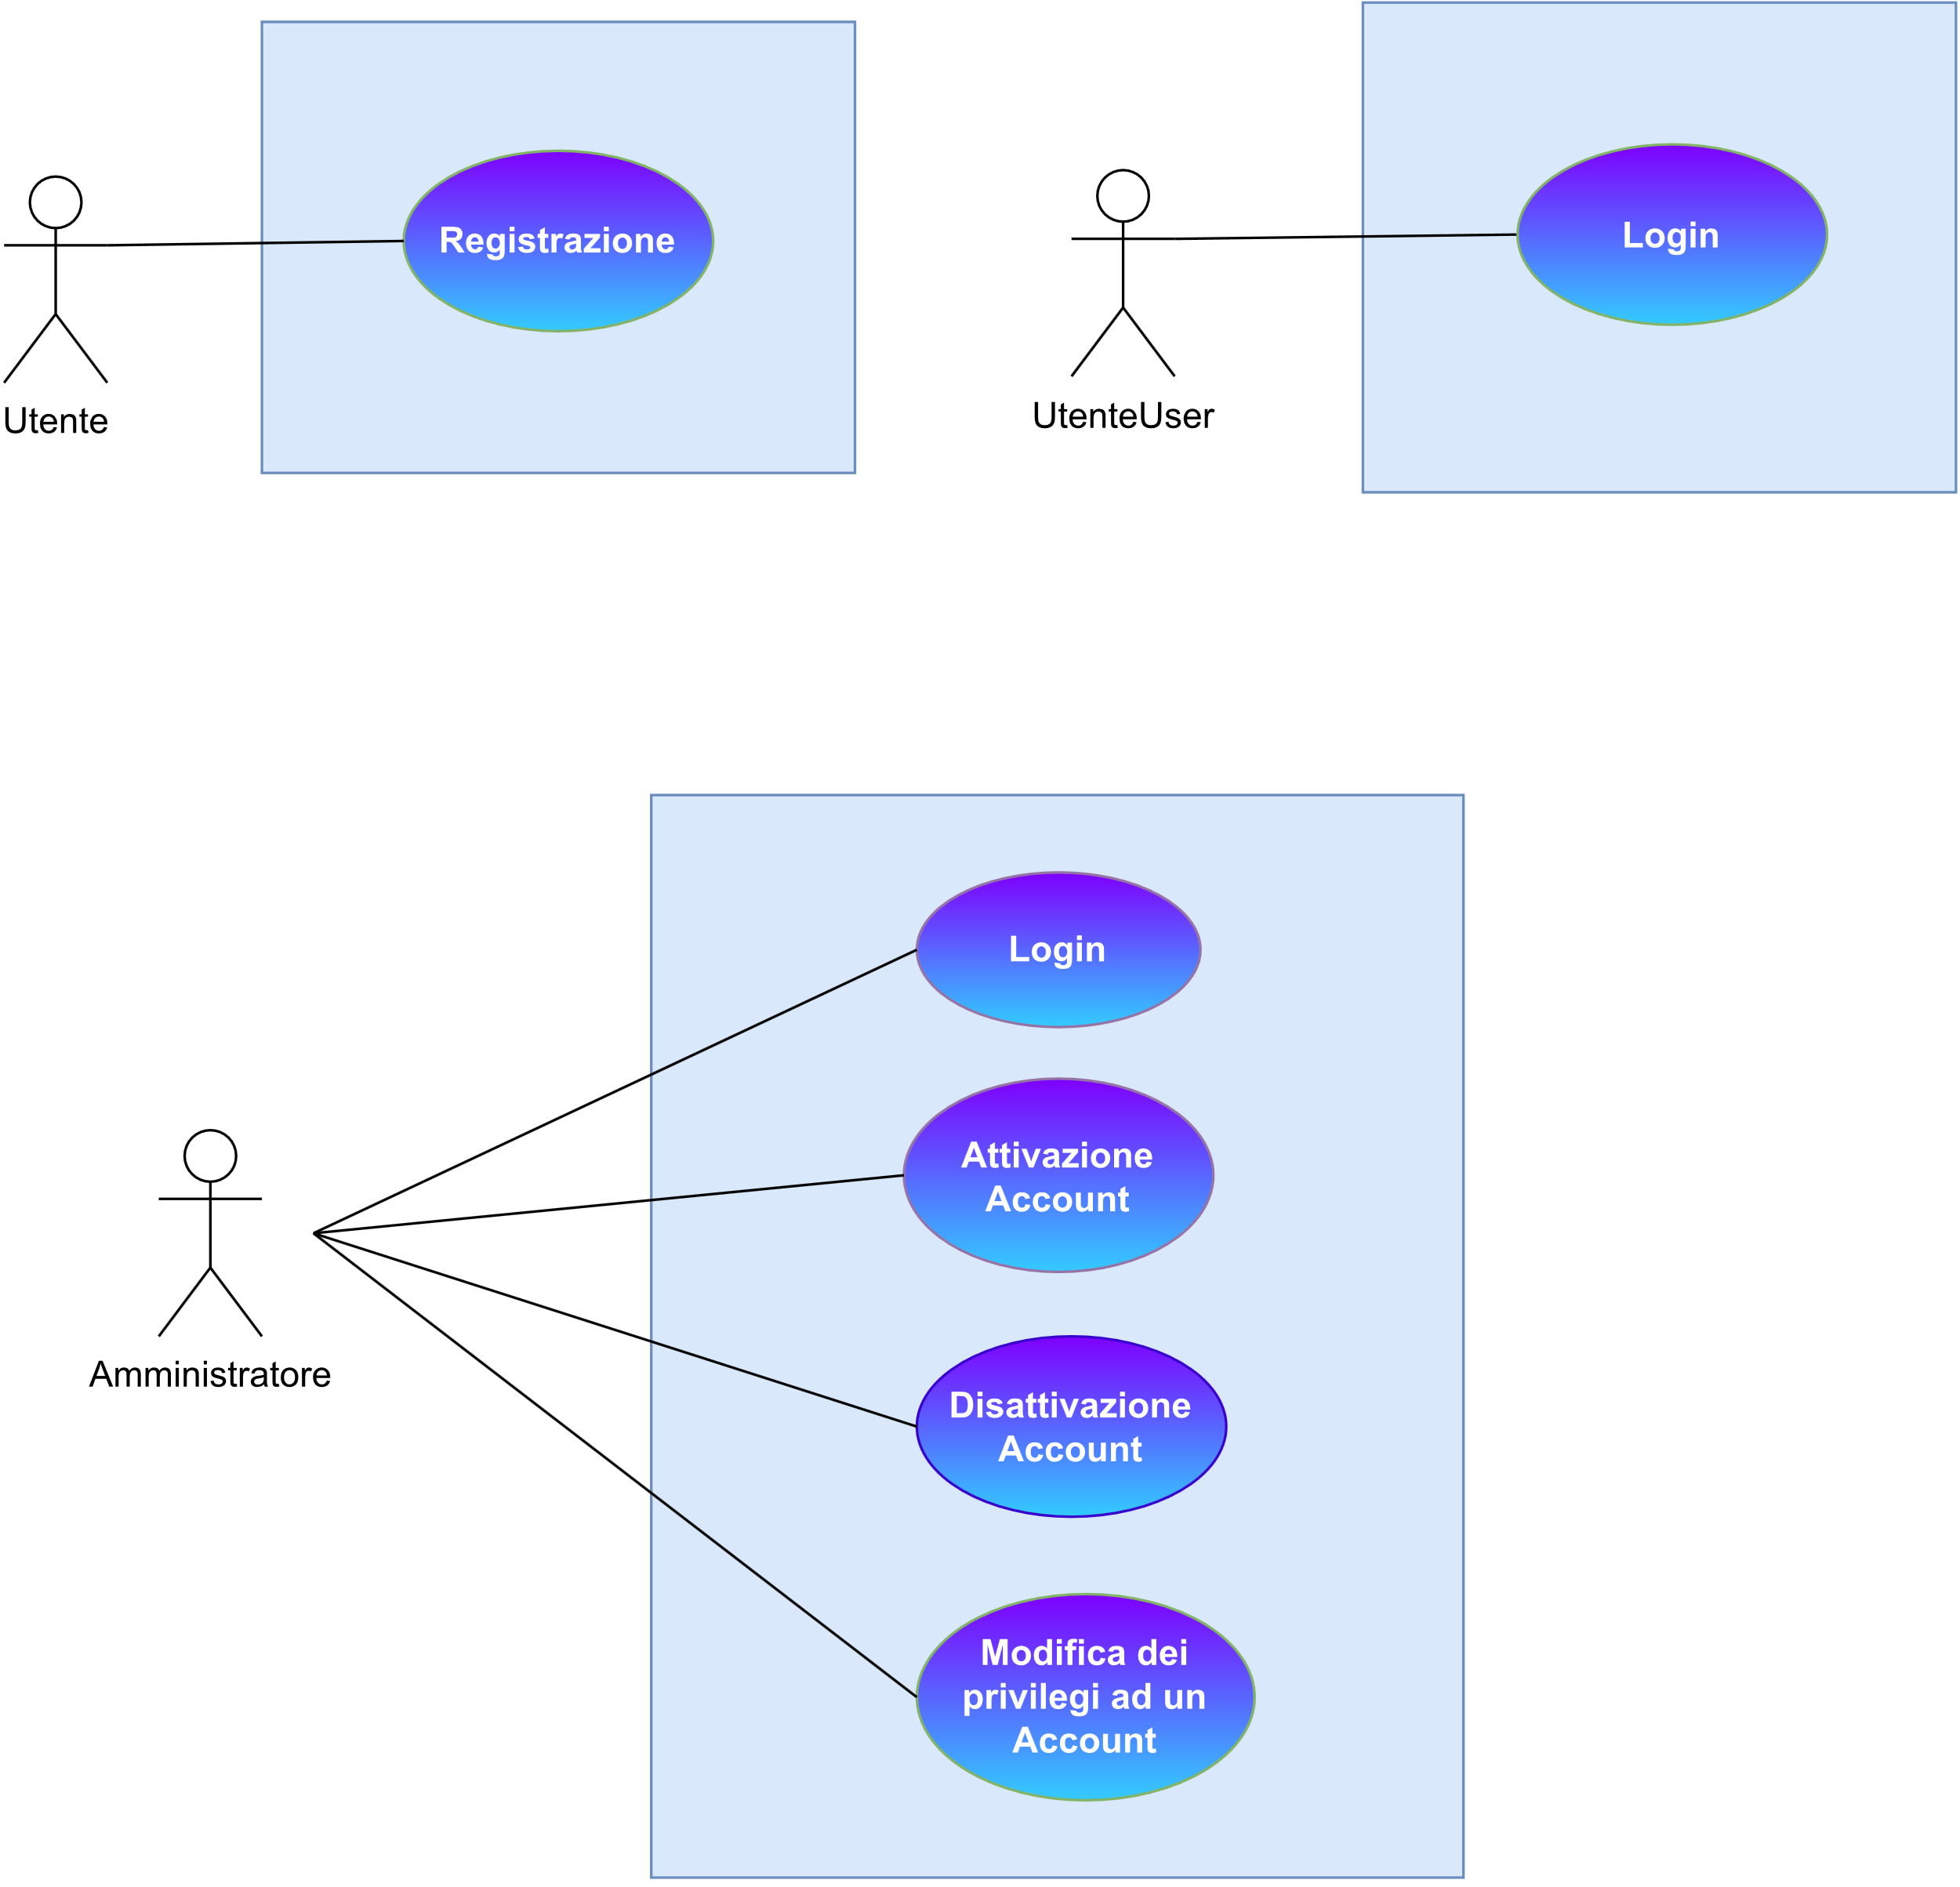 Registrazione
Utente
Login
UtenteUser
Login
Attivazione
Account
Amministratore
Disattivazione
Account
Modifica dei
privilegi ad un
Account